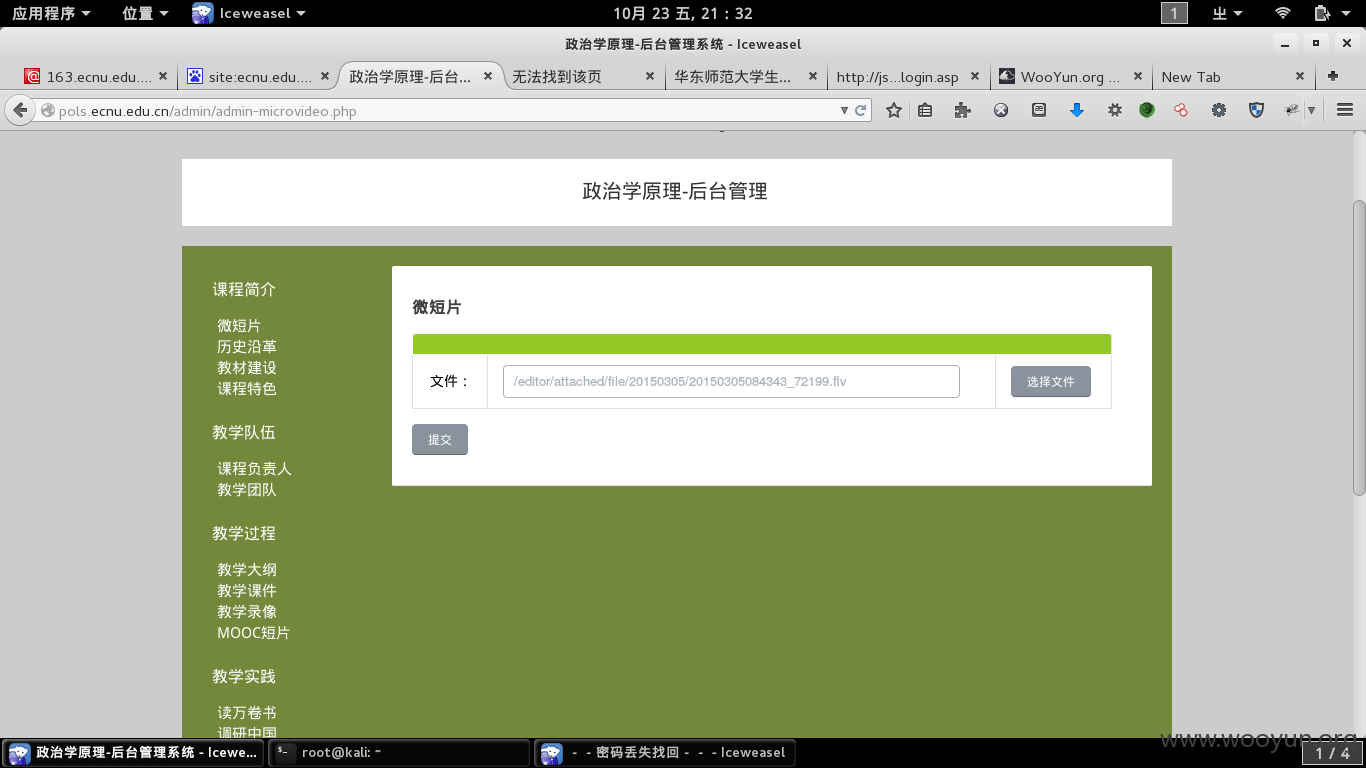 应用程序 位置 Iceweasel 10月 23 五, 21 : 32 1
政治学原理-后台管理系统 - Iceweasel
163.ecnu.edu.... site:ecnu.edu.... 政治学原理-后台... 无法找到该页 华东师范大学生... http://js...login.asp WooYun.org ... New Tab
pols.ecnu.edu.cn/admin/admin-microvideo.php
政治学原理-后台管理
课程简介
微短片
历史沿革
教材建设
课程特色
教学队伍
课程负责人
教学团队
教学过程
教学大纲
教学课件
教学录像
MOOC短片
教学实践
读万卷书
调研中国
微短片
文件：
/editor/attached/file/20150305/20150305084343_72199.flv
选择文件
提交
www.wooyun.org
政治学原理-后台管理系统 - Icewe... root@kali: ~ - - 密码丢失找回 - - - Iceweasel 1 / 4